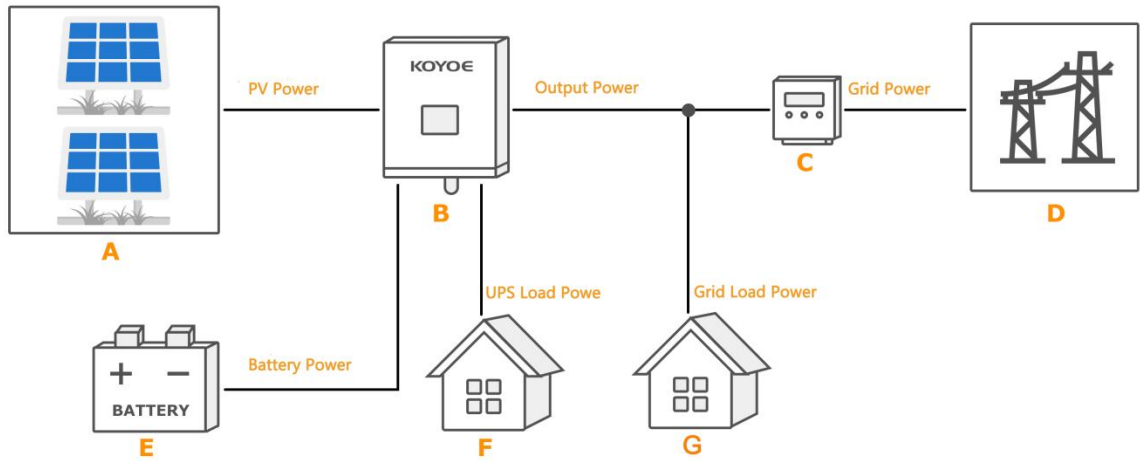 KOYOE
PV Power
Output Power
Grid Power
A
B
C
D
UPS Load Powe
Grid Load Power
Battery Power
+ −
BATTERY
E
F
G